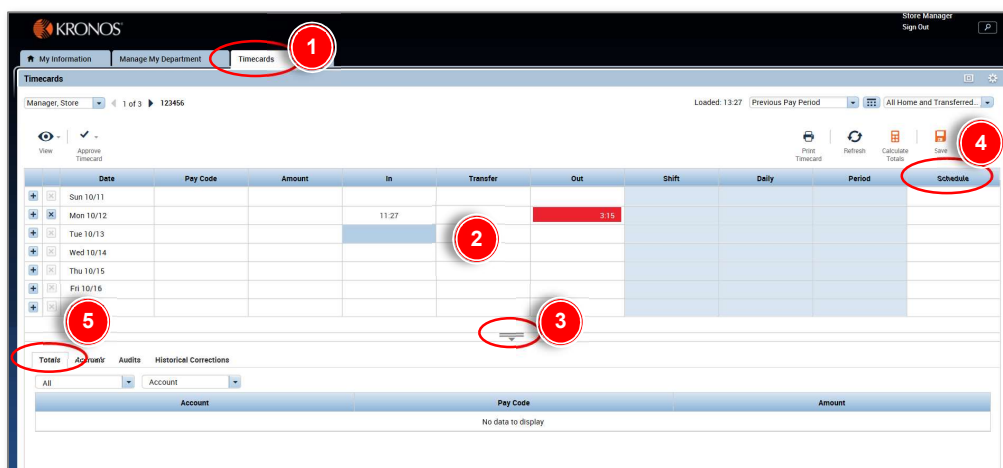 Store Manager
KRONOS
Sign Out
1
My Information Manage My Department Timecards
Timecards
Manager, Store 1 of 3 123456 Loaded: 13:27 Previous Pay Period All Home and Transferred...
4
View Approve Timecard Print Timecard Refresh Calculate Totals Save
Date Pay Code Amount In Transfer Out Shift Daily Period Schedule
Sun 10/11
Mon 10/12 11:27 3:15
Tue 10/13
2
Wed 10/14
Thu 10/15
Fri 10/16
5
3
Totals Accruals Audits Historical Corrections
All Account
Account Pay Code Amount
No data to display